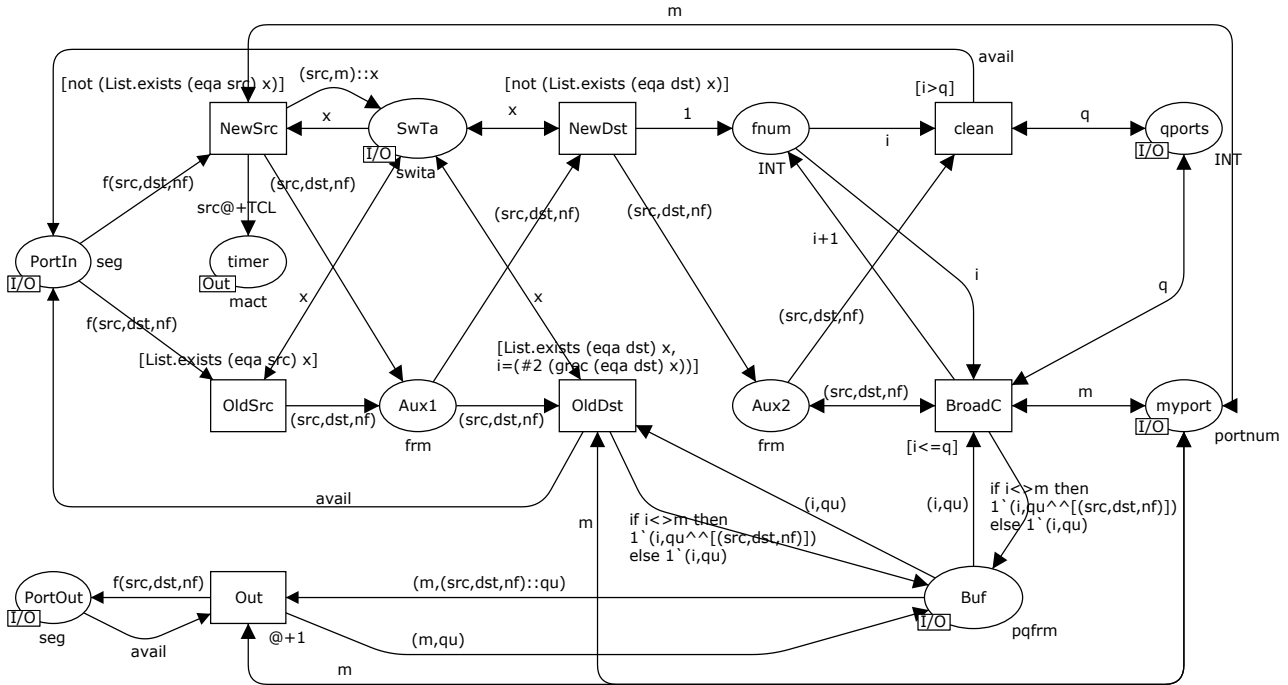 m
avail
[not (List.exists (eqa src) x)]
(src,m)::x
[not (List.exists (eqa dst) x)]
[i>q]
NewSrc
x
SwTa
I/O
swita
x
NewDst
1
fnum
INT
i
clean
q
qports
I/O
INT
f(src,dst,nf)
(src,dst,nf)
src@+TCL
(src,dst,nf)
(src,dst,nf)
i+1
PortIn
I/O
seg
timer
Out
mact
i
q
x
x
f(src,dst,nf)
(src,dst,nf)
[List.exists (eqa src) x]
[List.exists (eqa dst) x,
i=(#2 (grec (eqa dst) x))]
OldSrc
(src,dst,nf)
Aux1
frm
(src,dst,nf)
OldDst
Aux2
frm
(src,dst,nf)
BroadC
[i<=q]
m
myport
I/O
portnum
avail
m
if i<>m then
1`(i,qu^^[(src,dst,nf)])
else 1`(i,qu)
(i,qu)
(i,qu)
if i<>m then
1`(i,qu^^[(src,dst,nf)])
else 1`(i,qu)
PortOut
I/O
seg
f(src,dst,nf)
avail
Out
@+1
(m,(src,dst,nf)::qu)
(m,qu)
Buf
I/O
pqfrm
m